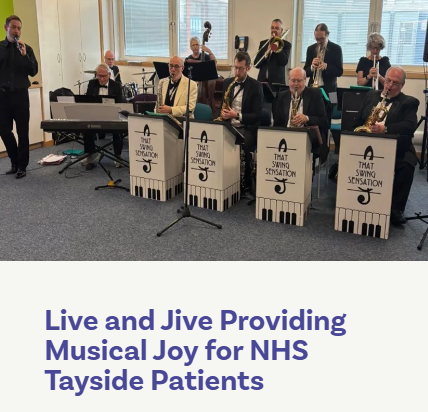 A
THAT
SWING
SENSATION
A
THAT
SWING
SENSATION
A
THAT
SWING
SENSATION
A
THAT
SWING
SENSATION
Live and Jive Providing
Musical Joy for NHS
Tayside Patients